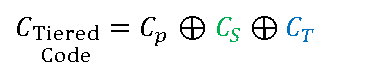 C_Tiered Code = C_p ⊕ C_S ⊕ C_T